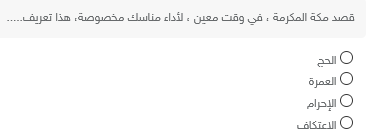 قصد مكة المكرمة ، في وقت معين ، لأداء مناسك مخصوصة، هذا تعريف.....
الحج
العمرة
الإحرام
الاعتكاف